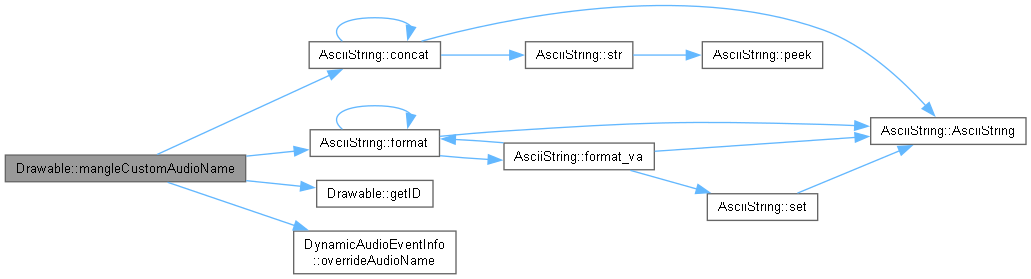 AsciiString::concat
AsciiString::str
AsciiString::peek
AsciiString::AsciiString
AsciiString::format
AsciiString::format_va
Drawable::mangleCustomAudioName
Drawable::getID
AsciiString::set
DynamicAudioEventInfo
::overrideAudioName